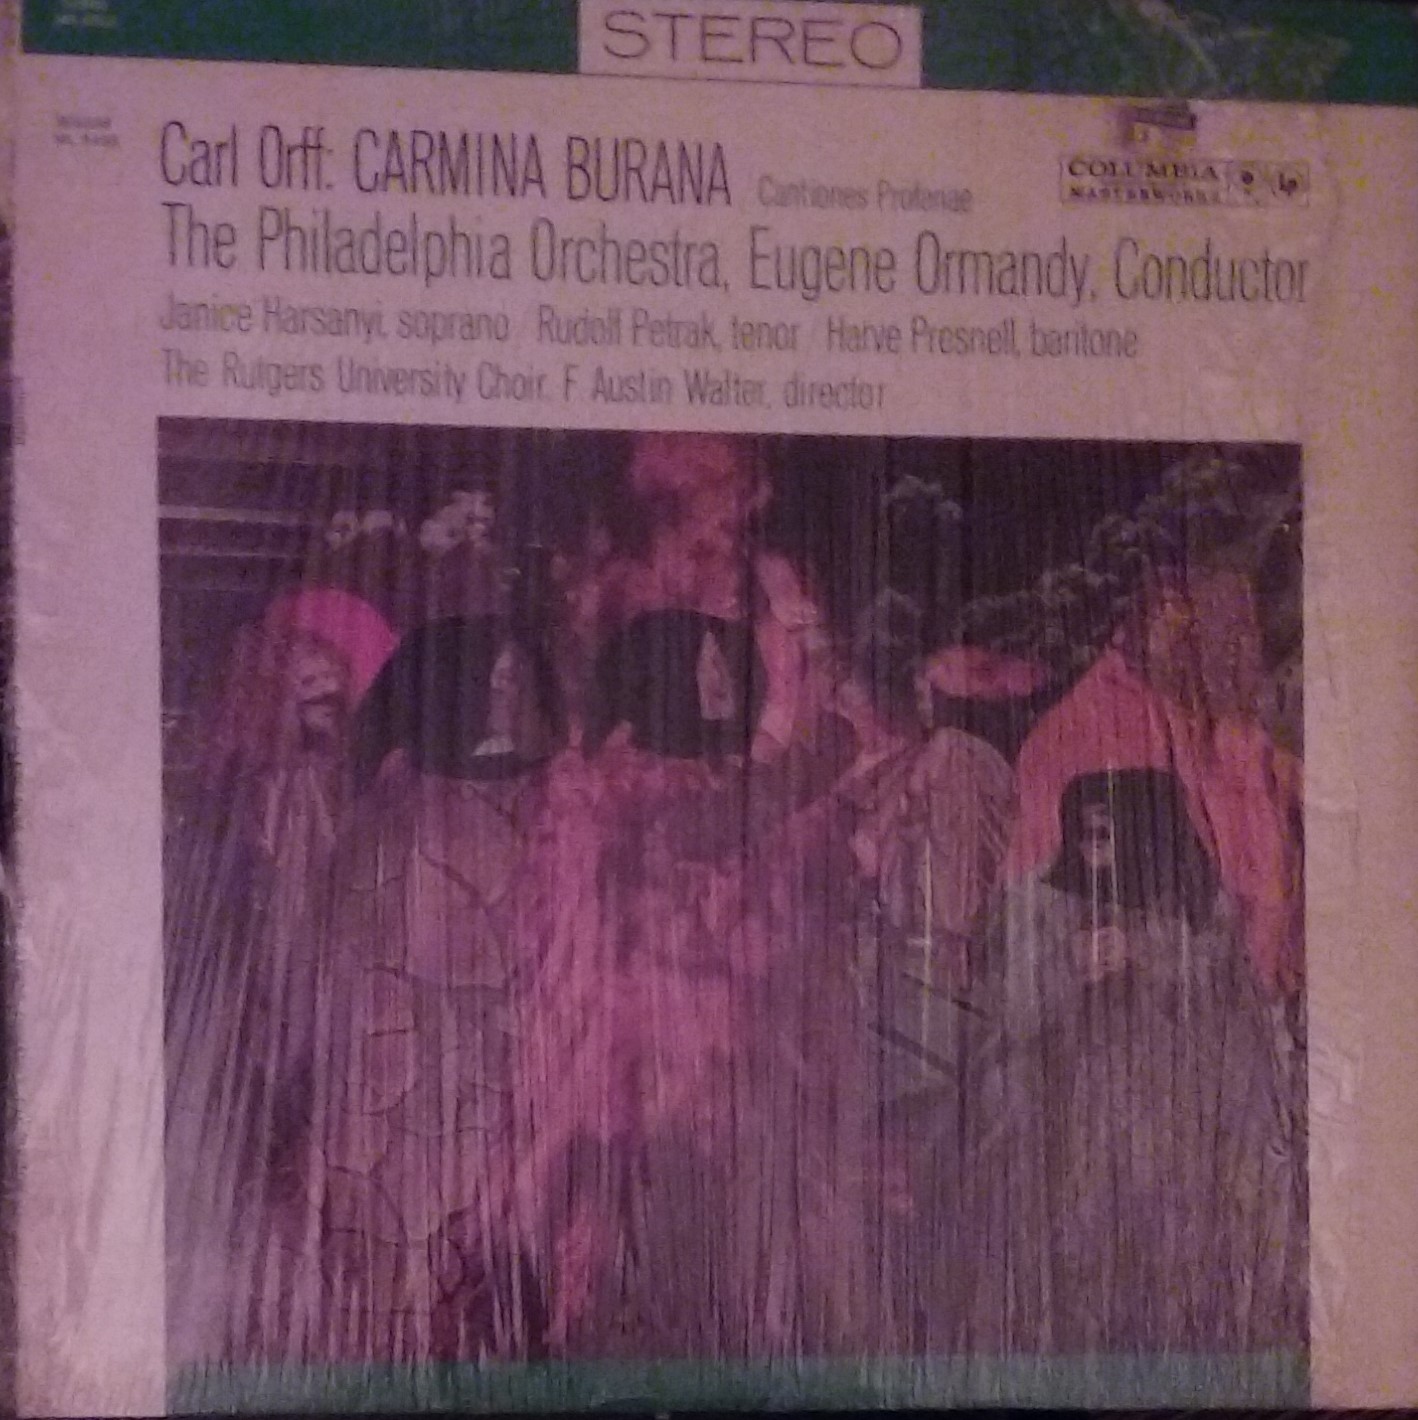 STEREO
Carl Orff: CARMINA BURANA Cantiones Profanae
COLUMBIA
MASTERWORKS
The Philadelphia Orchestra, Eugene Ormandy, Conductor
Janice Harsanyi, soprano / Rudolf Petrak, tenor / Harve Presnell, baritone
The Rutgers University Choir, F. Austin Walter, director